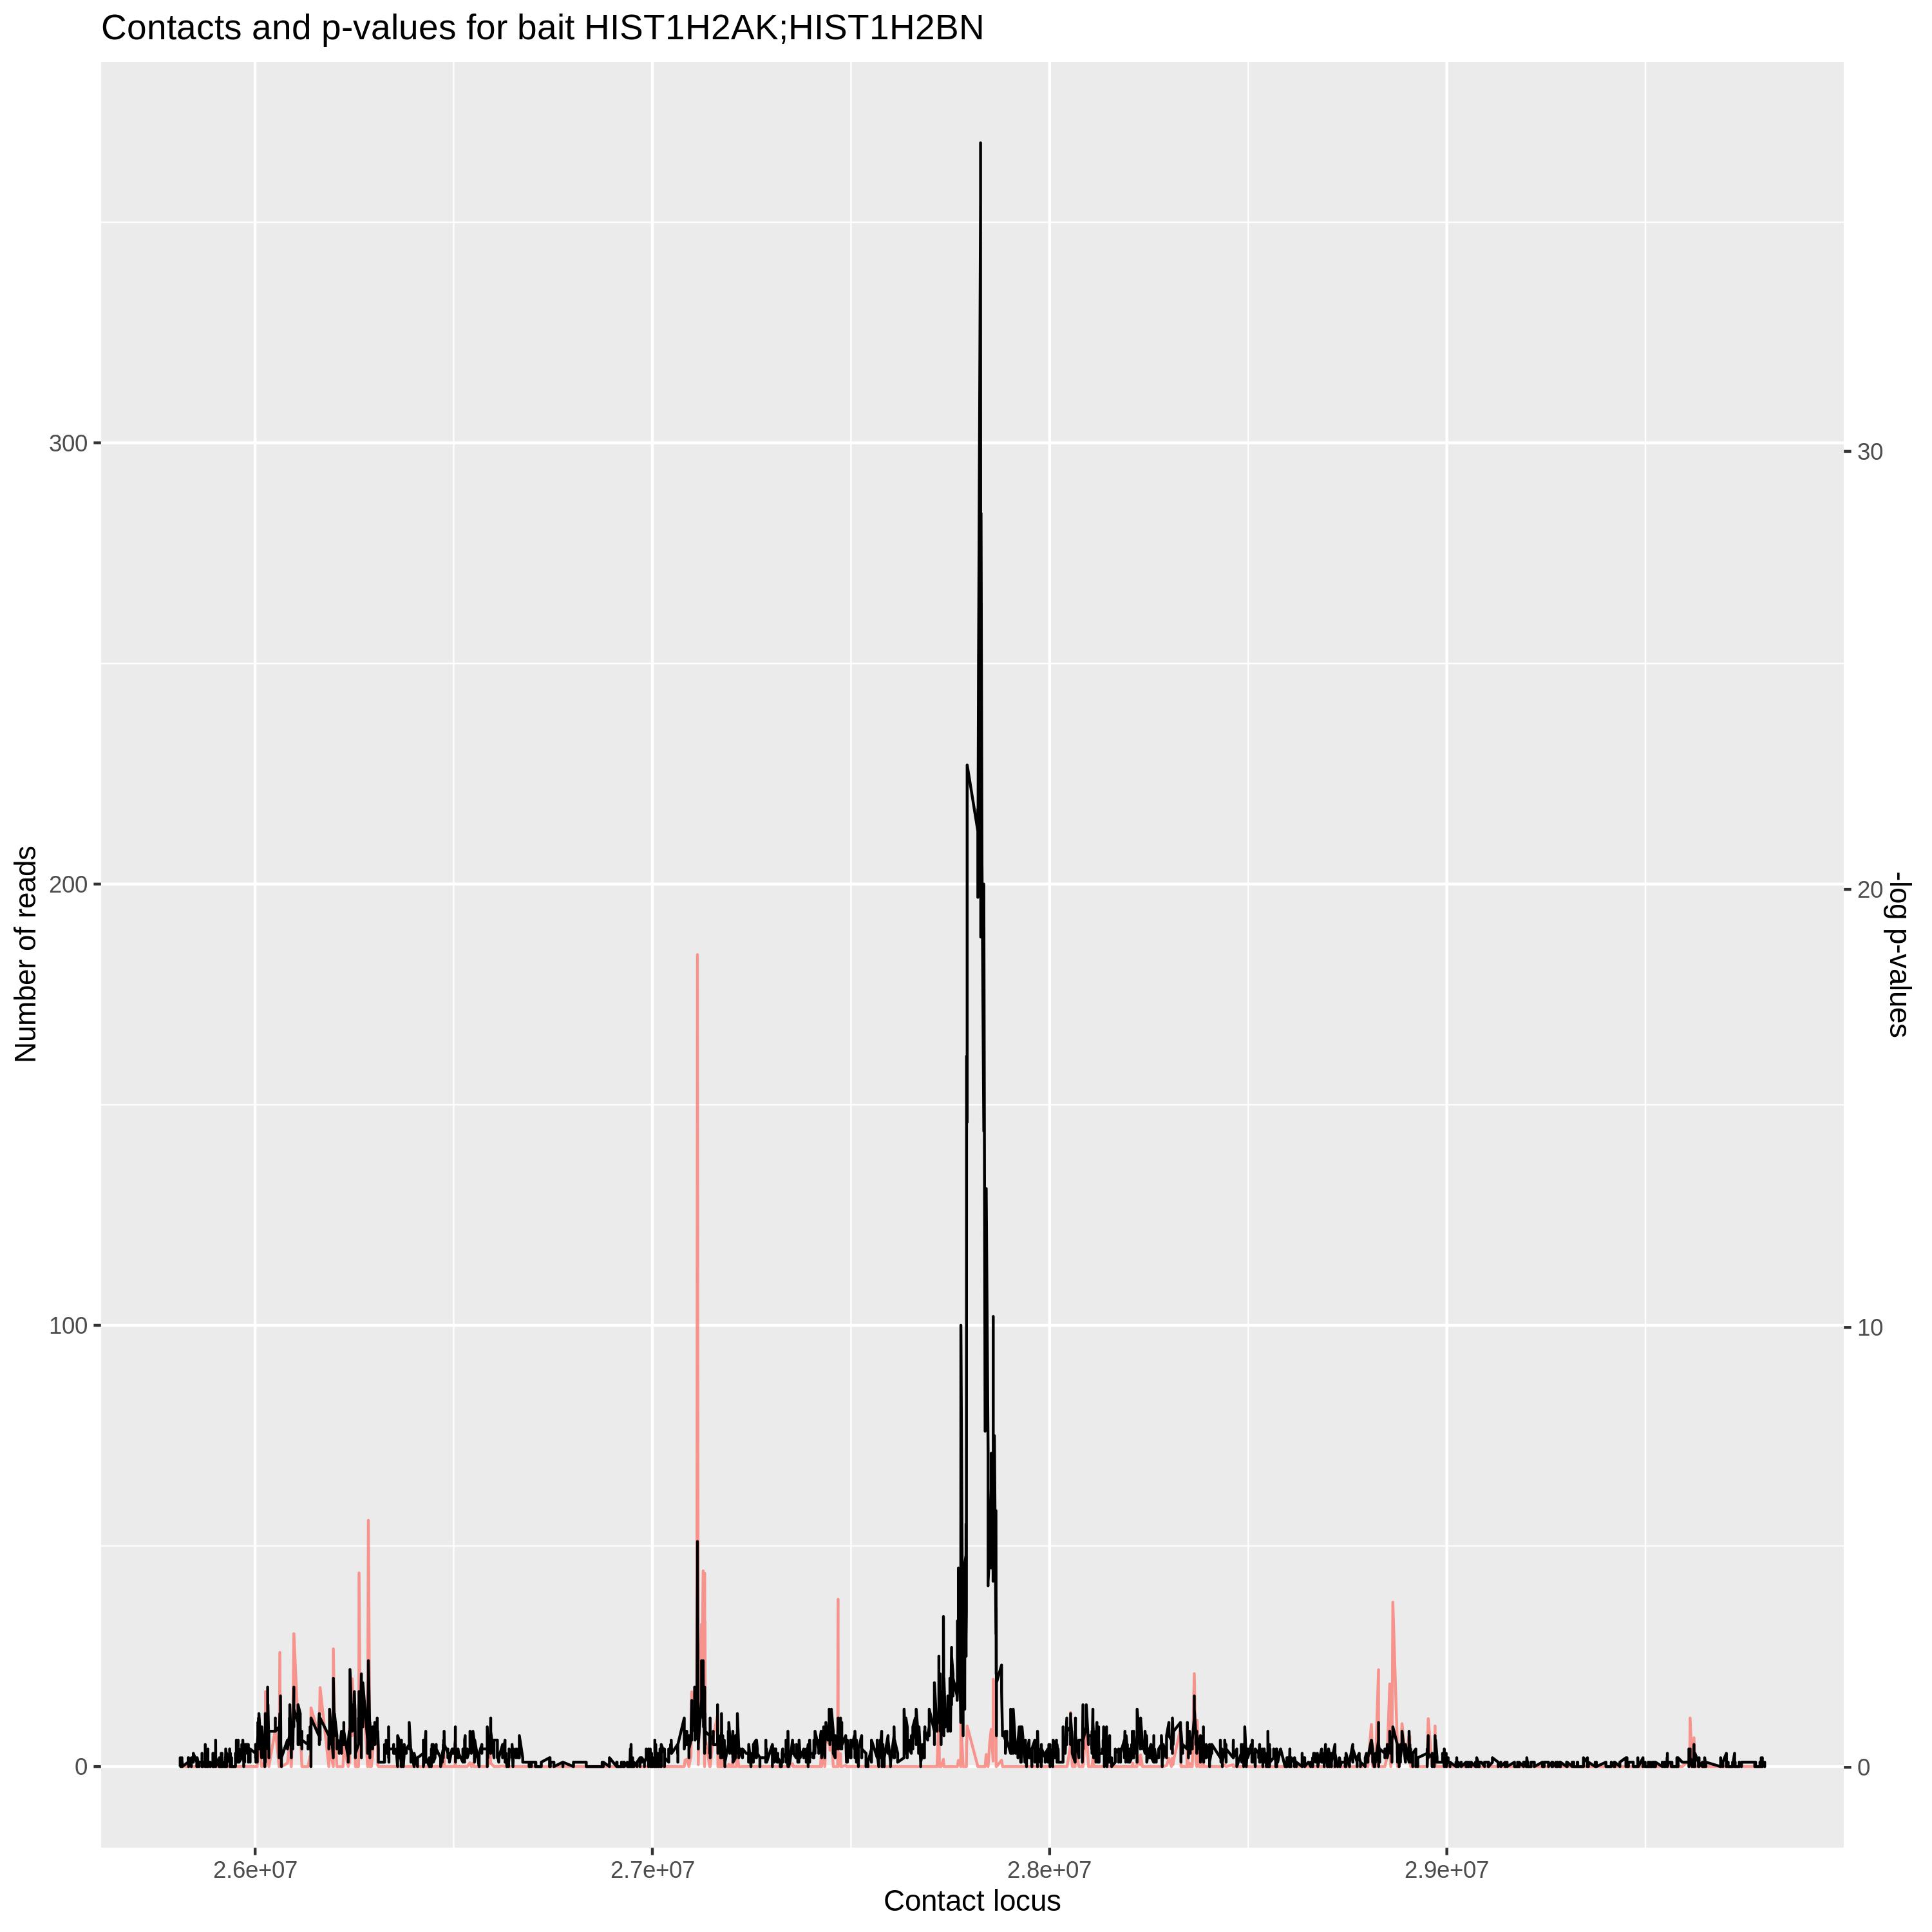 Contacts and p-values for bait HIST1H2AK;HIST1H2BN
300
200
100
0
Number of reads
30
20
10
0
-log p-values
2.6e+07 2.7e+07 2.8e+07 2.9e+07
Contact locus